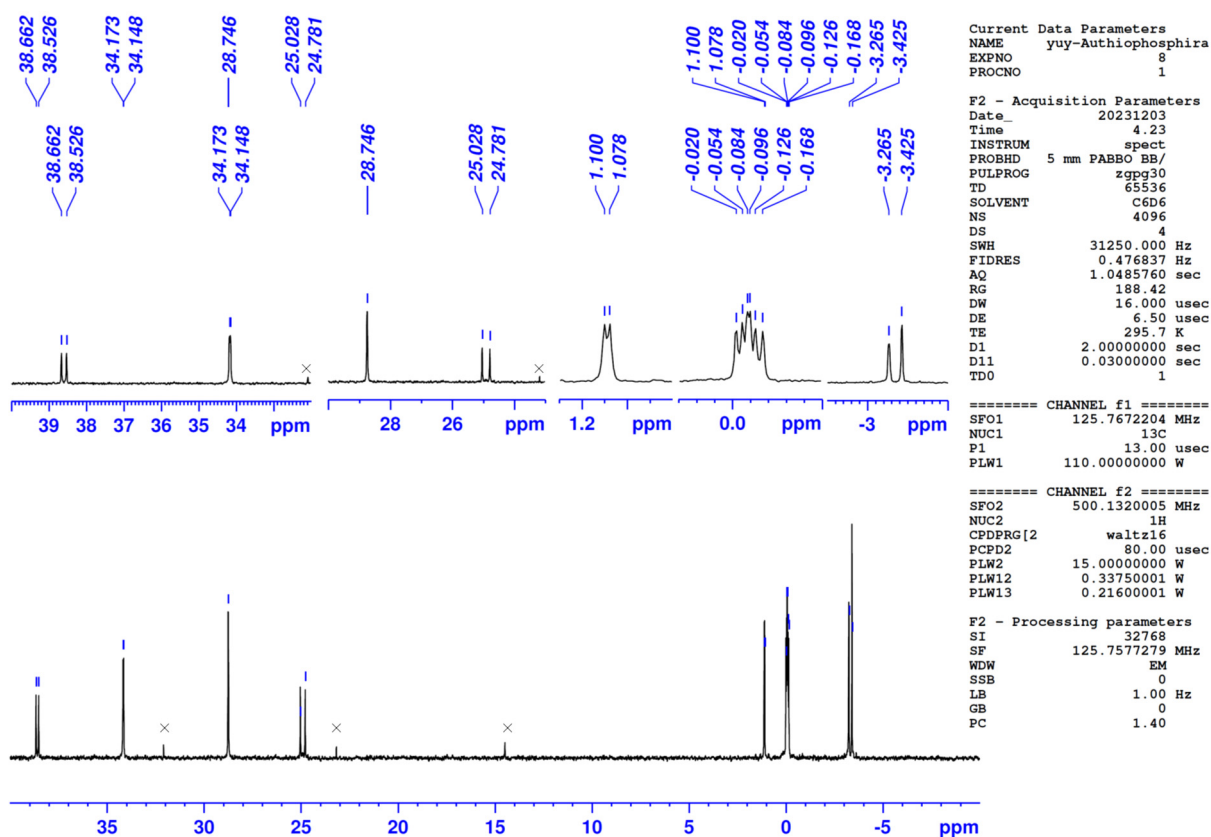 38.662
38.526
34.173
34.148
28.746
25.028
24.781
1.100
1.078
-0.020
-0.054
-0.084
-0.096
-0.126
-0.168
-3.265
-3.425
38.662
38.526
34.173
34.148
28.746
25.028
24.781
1.100
1.078
-0.020
-0.054
-0.084
-0.096
-0.126
-0.168
-3.265
-3.425
39 38 37 36 35 34 ppm
28 26 ppm
1.2 ppm
0.0 ppm
-3 ppm
35 30 25 20 15 10 5 0 -5 ppm
Current Data Parameters
NAME yuy-Authiophosphira
EXPNO 8
PROCNO 1
F2 - Acquisition Parameters
Date_ 20231203
Time 4.23
INSTRUM spect
PROBHD 5 mm PABBO BB/
PULPROG zgpg30
TD 65536
SOLVENT C6D6
NS 4096
DS 4
SWH 31250.000 Hz
FIDRES 0.476837 Hz
AQ 1.0485760 sec
RG 188.42
DW 16.000 usec
DE 6.50 usec
TE 295.7 K
D1 2.00000000 sec
D11 0.03000000 sec
TD0 1
======== CHANNEL f1 ========
SFO1 125.7672204 MHz
NUC1 13C
P1 13.00 usec
PLW1 110.00000000 W
======== CHANNEL f2 ========
SFO2 500.1320005 MHz
NUC2 1H
CPDPRG[2 waltz16
PCPD2 80.00 usec
PLW2 15.00000000 W
PLW12 0.33750001 W
PLW13 0.21600001 W
F2 - Processing parameters
SI 32768
SF 125.7577279 MHz
WDW EM
SSB 0
LB 1.00 Hz
GB 0
PC 1.40